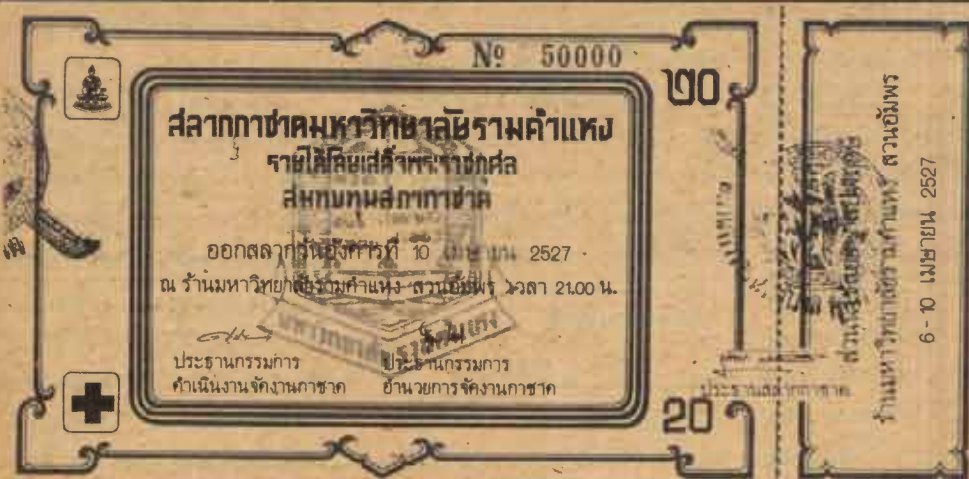 № 50000
๒๐
สลากกาชาดมหาวิทยาลัยรามคำแหง
รายได้โดยเสด็จพระราชกุศล
สมทบทุนสภากาชาด
ออกสลากวันอังคารที่ 10 เมษายน 2527
ณ ร้านมหาวิทยาลัยรามคำแหง สวนอัมพร เวลา 21.00 น.
ประธานกรรมการ
ดำเนินงานจัดงานกาชาด
ประธานกรรมการ
อำนวยการจัดงานกาชาด
20
ประธานสลากกาชาด
ร้านมหาวิทยาลัยรามคำแหง สวนอัมพร
6 - 10 เมษายน 2527